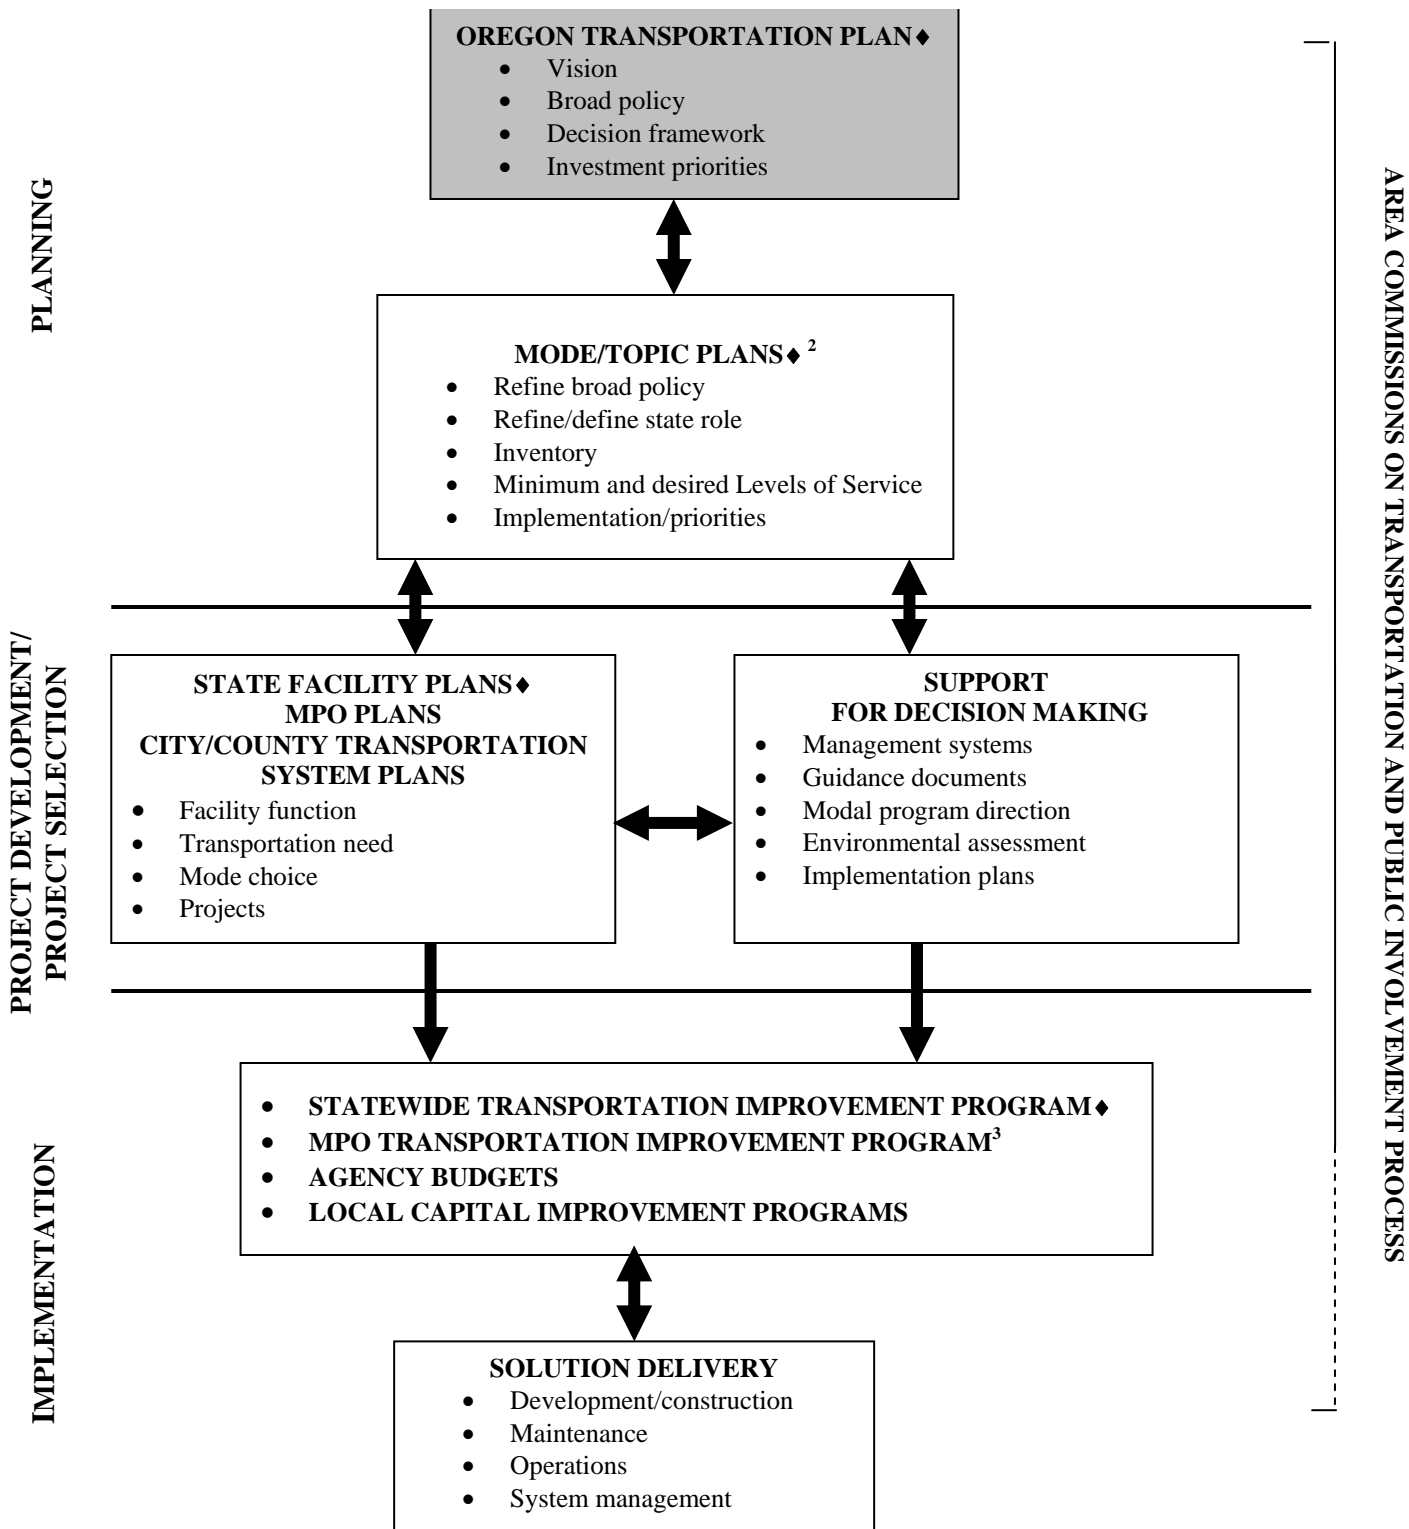 OREGON TRANSPORTATION PLAN♦
• Vision
• Broad policy
• Decision framework
• Investment priorities
PLANNING
MODE/TOPIC PLANS♦ 2
• Refine broad policy
• Refine/define state role
• Inventory
• Minimum and desired Levels of Service
• Implementation/priorities
PROJECT DEVELOPMENT/
PROJECT SELECTION
STATE FACILITY PLANS♦
MPO PLANS
CITY/COUNTY TRANSPORTATION
SYSTEM PLANS
• Facility function
• Transportation need
• Mode choice
• Projects
SUPPORT
FOR DECISION MAKING
• Management systems
• Guidance documents
• Modal program direction
• Environmental assessment
• Implementation plans
IMPLEMENTATION
• STATEWIDE TRANSPORTATION IMPROVEMENT PROGRAM♦
• MPO TRANSPORTATION IMPROVEMENT PROGRAM3
• AGENCY BUDGETS
• LOCAL CAPITAL IMPROVEMENT PROGRAMS
SOLUTION DELIVERY
• Development/construction
• Maintenance
• Operations
• System management
AREA COMMISSIONS ON TRANSPORTATION AND PUBLIC INVOLVEMENT PROCESS